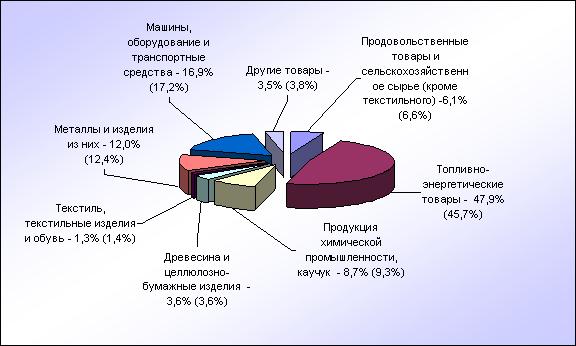 Машины,
оборудование и
транспортные
средства - 16,9%
(17,2%)
Другие товары -
3,5% (3,8%)
Продовольственные
товары и
сельскохозяйственн
ое сырье (кроме
текстильного) -6,1%
(6,6%)
Металлы и изделия
из них - 12,0%
(12,4%)
Топливно-
энергетические
товары - 47,9%
(45,7%)
Текстиль,
текстильные изделия
и обувь - 1,3% (1,4%)
Древесина и
целлюлозно-
бумажные изделия -
3,6% (3,6%)
Продукция
химической
промышленности,
каучук - 8,7% (9,3%)